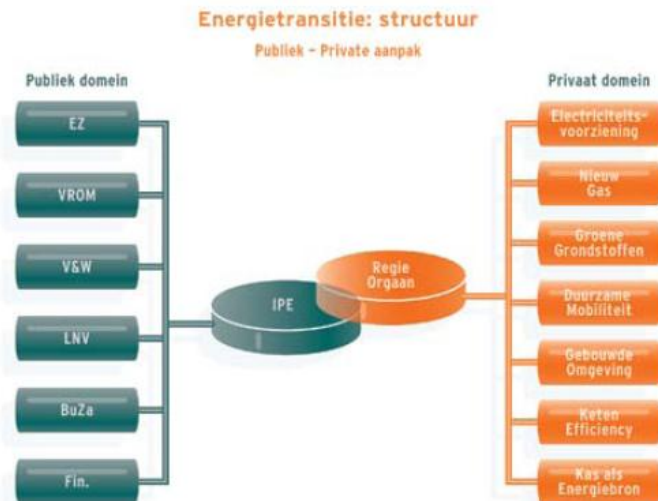 Energietransitie: structuur
Publiek – Private aanpak
Publiek domein
EZ
VROM
V&W
LNV
BuZa
Fin.
IPE
Regie
Orgaan
Privaat domein
Electriciteits-
voorziening
Nieuw
Gas
Groene
Grondstoffen
Duurzame
Mobiliteit
Gebouwde
Omgeving
Keten
Efficiency
Kas als
Energiebron